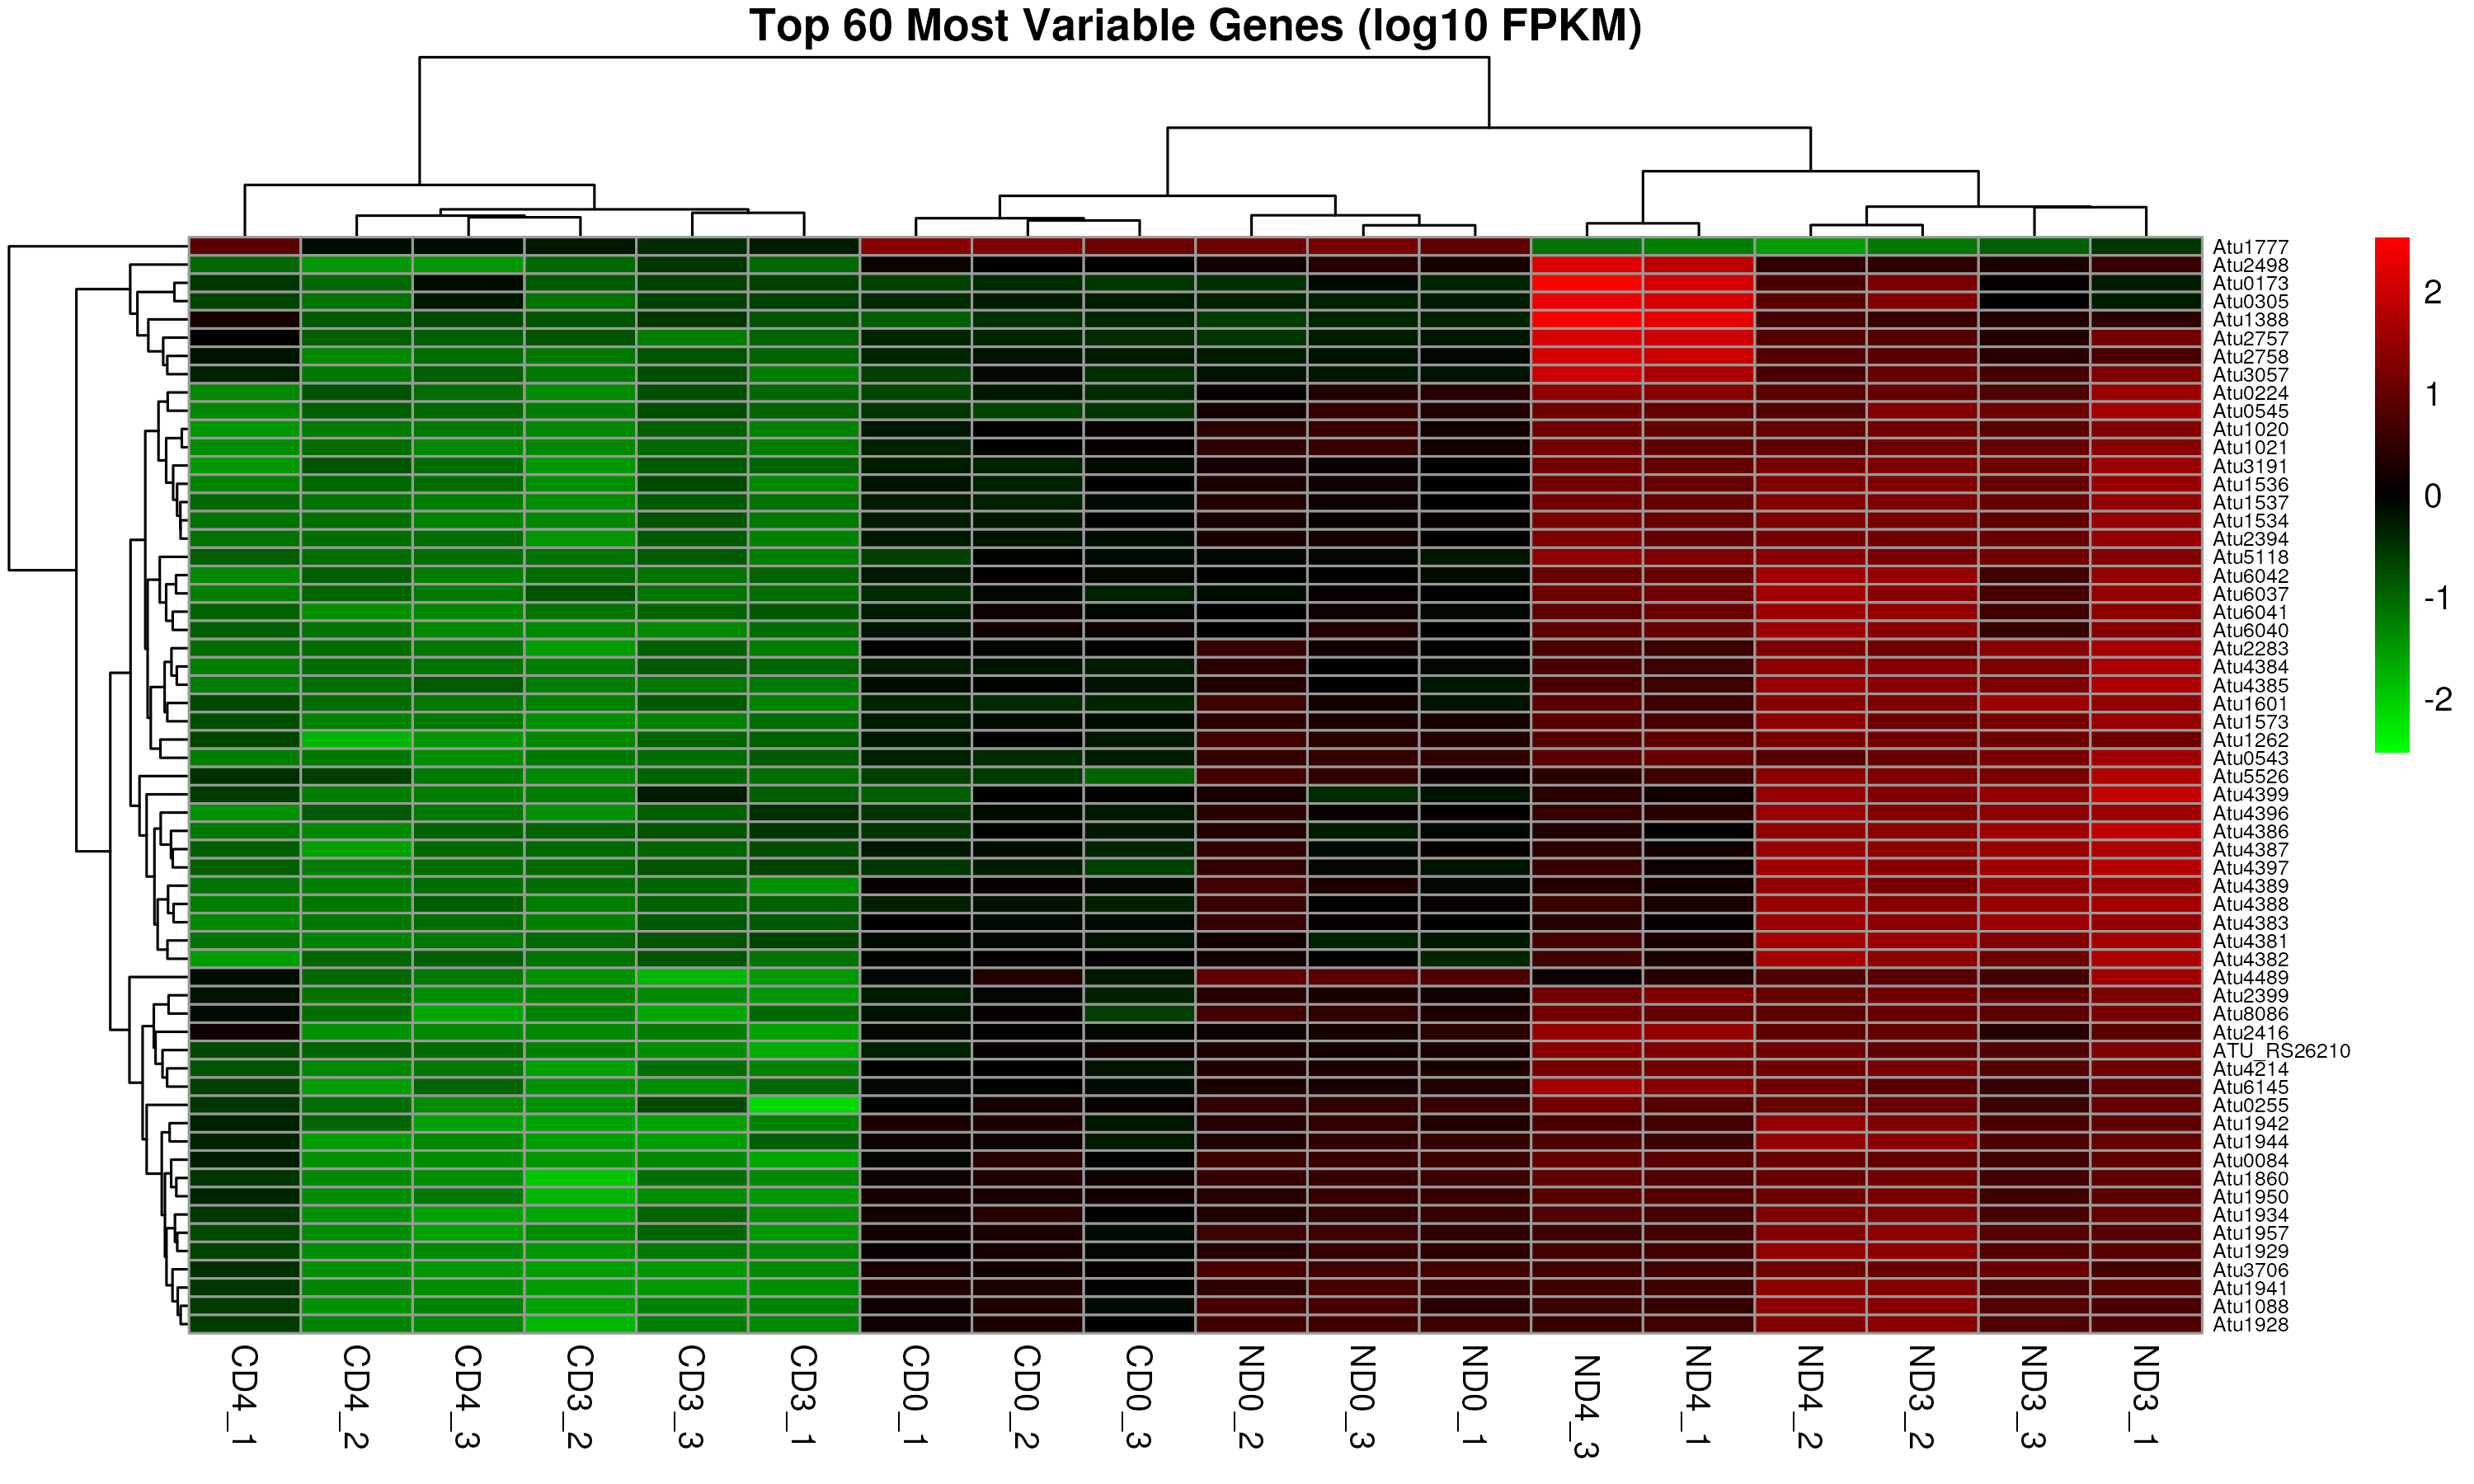 Top 60 Most Variable Genes (log10 FPKM)
Atu1777
Atu2498
Atu0173
Atu0305
Atu1388
Atu2757
Atu2758
Atu3057
Atu0224
Atu0545
Atu1020
Atu1021
Atu3191
Atu1536
Atu1537
Atu1534
Atu2394
Atu5118
Atu6042
Atu6037
Atu6041
Atu6040
Atu2283
Atu4384
Atu4385
Atu1601
Atu1573
Atu1262
Atu0543
Atu5526
Atu4399
Atu4396
Atu4386
Atu4387
Atu4397
Atu4389
Atu4388
Atu4383
Atu4381
Atu4382
Atu4489
Atu2399
Atu8086
Atu2416
ATU_RS26210
Atu4214
Atu6145
Atu0255
Atu1942
Atu1944
Atu0084
Atu1860
Atu1950
Atu1934
Atu1957
Atu1929
Atu3706
Atu1941
Atu1088
Atu1928
2
1
0
-1
-2
CD4_1
CD4_2
CD4_3
CD3_2
CD3_3
CD3_1
CD0_1
CD0_2
CD0_3
ND0_2
ND0_3
ND0_1
ND4_3
ND4_1
ND4_2
ND3_2
ND3_3
ND3_1